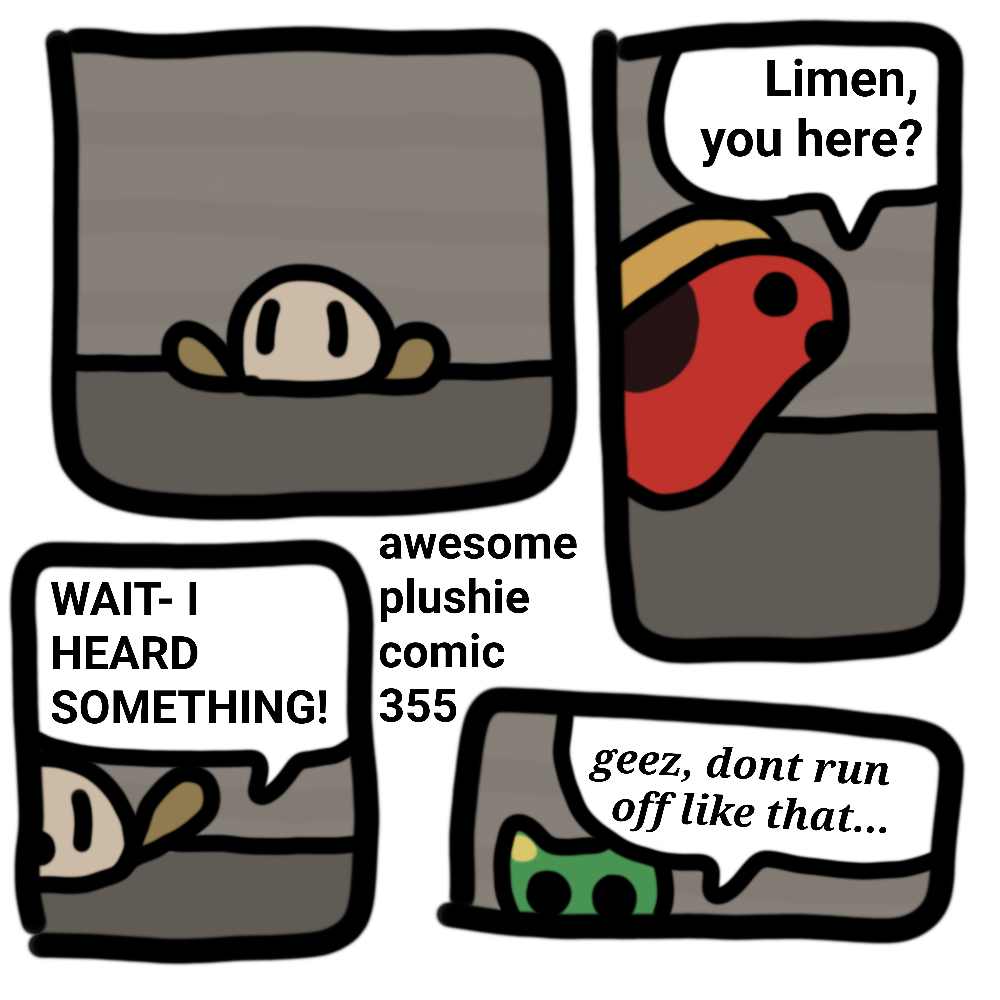 Limen,
you here?
WAIT- I
HEARD
SOMETHING!
awesome
plushie
comic
355
geez, dont run
off like that...